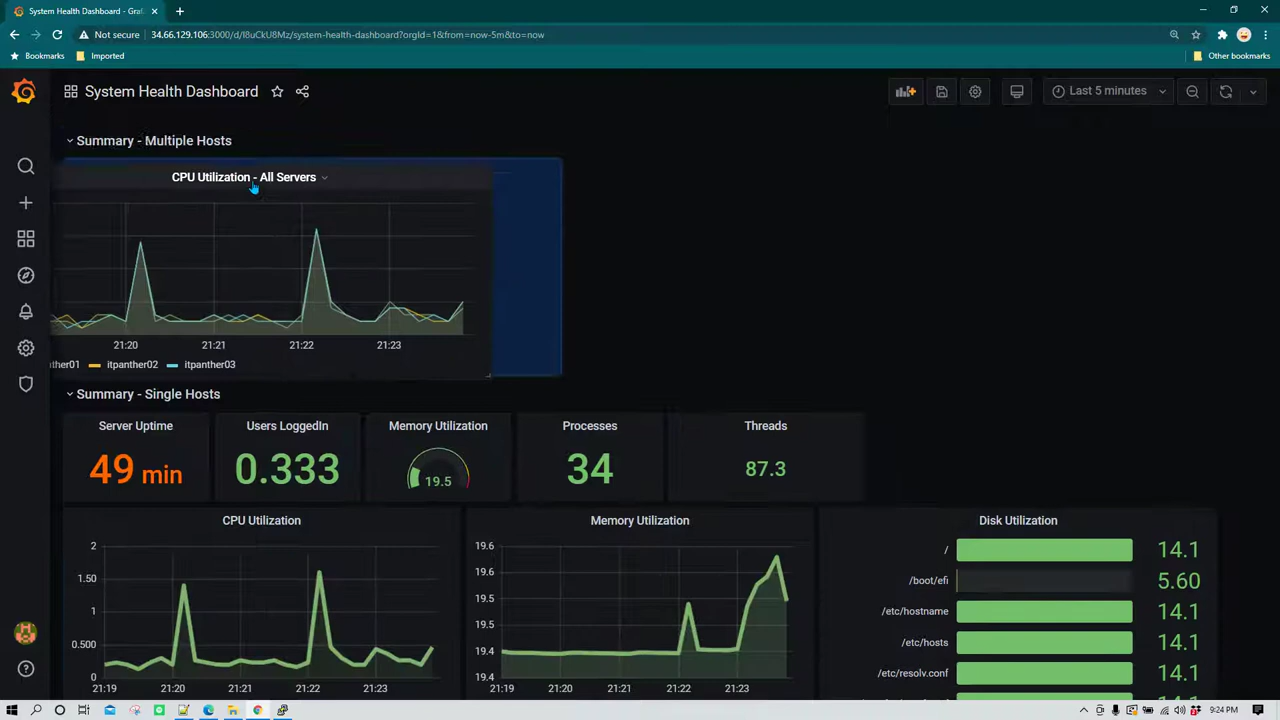 System Health Dashboard - Graf
Not secure
34.66.129.106:3000/d/I8uCkU8Mz/system-health-dashboard?orgId=1&from=now-5m&to=now
Bookmarks
Imported
Other bookmarks
System Health Dashboard
Last 5 minutes
Summary - Multiple Hosts
CPU Utilization - All Servers
21:20
21:21
21:22
21:23
ther01
itpanther02
itpanther03
Summary - Single Hosts
Server Uptime
49 min
Users LoggedIn
0.333
Memory Utilization
19.5
Processes
34
Threads
87.3
CPU Utilization
2
1.50
1
0.500
0
21:19
21:20
21:21
21:22
21:23
Memory Utilization
19.6
19.6
19.5
19.5
19.4
19.4
21:19
21:20
21:21
21:22
21:23
Disk Utilization
/ 14.1
/boot/efi 5.60
/etc/hostname 14.1
/etc/hosts 14.1
/etc/resolv.conf 14.1
9:24 PM